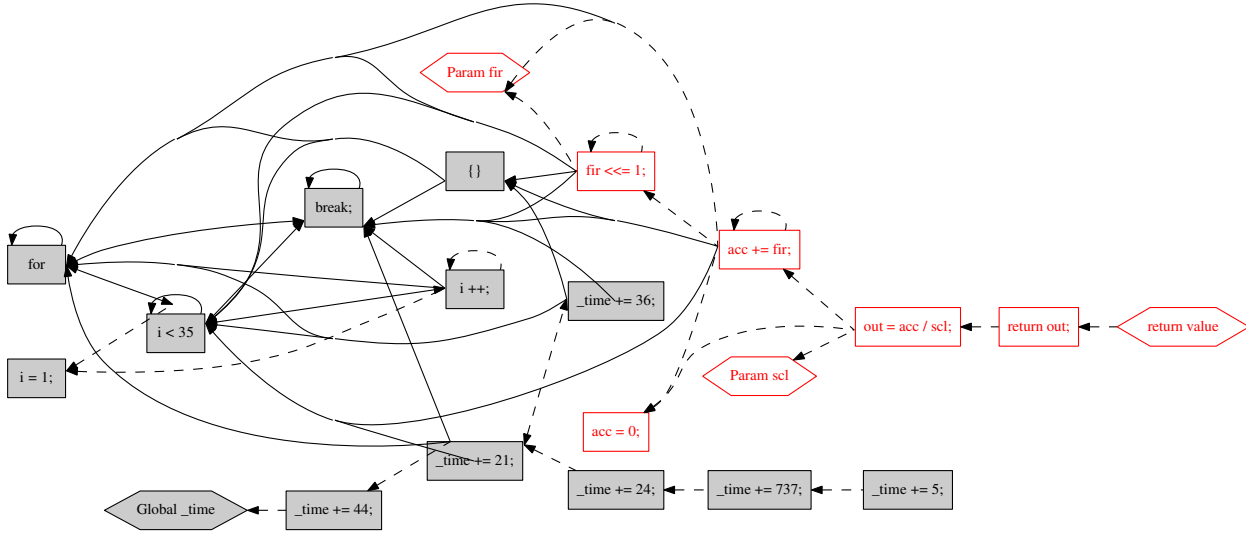 Param fir
{}
fir <<= 1;
break;
acc += fir;
for
i ++;
_time += 36;
i < 35
out = acc / scl;
return out;
return value
i = 1;
Param scl
acc = 0;
_time += 21;
_time += 24;
_time += 737;
_time += 5;
Global _time
_time += 44;